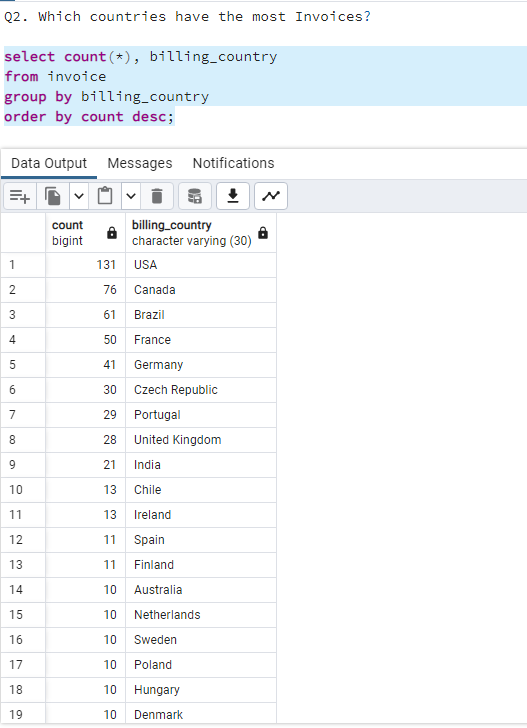 Q2. Which countries have the most Invoices?
select count(*), billing_country
from invoice
group by billing_country
order by count desc;
Data Output Messages Notifications
count bigint billing_country character varying (30)
1 131 USA
2 76 Canada
3 61 Brazil
4 50 France
5 41 Germany
6 30 Czech Republic
7 29 Portugal
8 28 United Kingdom
9 21 India
10 13 Chile
11 13 Ireland
12 11 Spain
13 11 Finland
14 10 Australia
15 10 Netherlands
16 10 Sweden
17 10 Poland
18 10 Hungary
19 10 Denmark